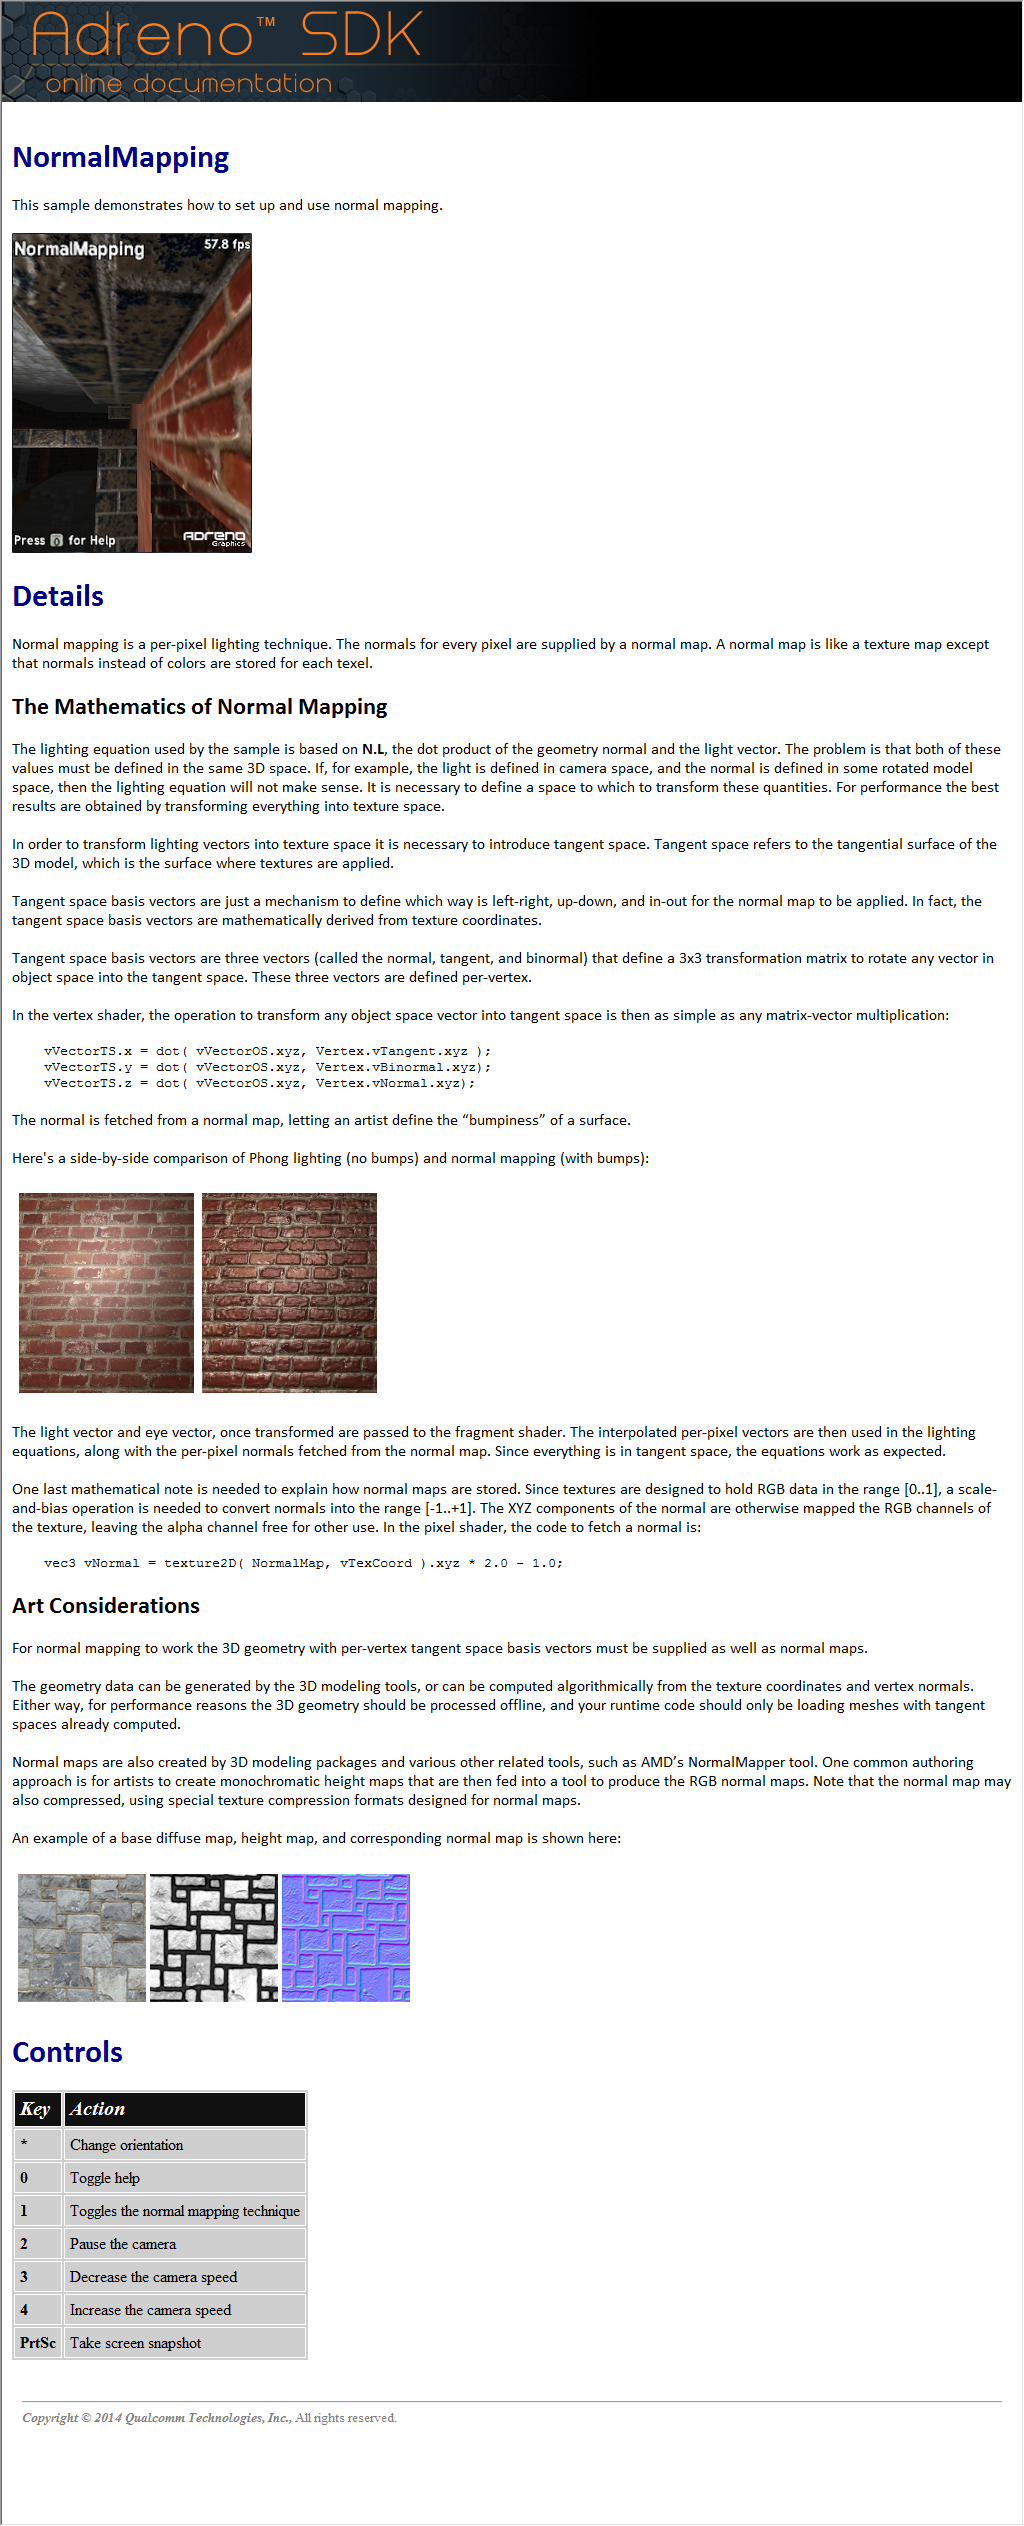 Adreno™ SDK
online documentation
NormalMapping
This sample demonstrates how to set up and use normal mapping.
NormalMapping
57.8 fps
Press 0 for Help
ADRENO
Graphics
Details
Normal mapping is a per-pixel lighting technique. The normals for every pixel are supplied by a normal map. A normal map is like a texture map except
that normals instead of colors are stored for each texel.
The Mathematics of Normal Mapping
The lighting equation used by the sample is based on N.L, the dot product of the geometry normal and the light vector. The problem is that both of these
values must be defined in the same 3D space. If, for example, the light is defined in camera space, and the normal is defined in some rotated model
space, then the lighting equation will not make sense. It is necessary to define a space to which to transform these quantities. For performance the best
results are obtained by transforming everything into texture space.
In order to transform lighting vectors into texture space it is necessary to introduce tangent space. Tangent space refers to the tangential surface of the
3D model, which is the surface where textures are applied.
Tangent space basis vectors are just a mechanism to define which way is left-right, up-down, and in-out for the normal map to be applied. In fact, the
tangent space basis vectors are mathematically derived from texture coordinates.
Tangent space basis vectors are three vectors (called the normal, tangent, and binormal) that define a 3x3 transformation matrix to rotate any vector in
object space into the tangent space. These three vectors are defined per-vertex.
In the vertex shader, the operation to transform any object space vector into tangent space is then as simple as any matrix-vector multiplication:
vVectorTS.x = dot( vVectorOS.xyz, Vertex.vTangent.xyz );
vVectorTS.y = dot( vVectorOS.xyz, Vertex.vBinormal.xyz);
vVectorTS.z = dot( vVectorOS.xyz, Vertex.vNormal.xyz);
The normal is fetched from a normal map, letting an artist define the “bumpiness” of a surface.
Here's a side-by-side comparison of Phong lighting (no bumps) and normal mapping (with bumps):
The light vector and eye vector, once transformed are passed to the fragment shader. The interpolated per-pixel vectors are then used in the lighting
equations, along with the per-pixel normals fetched from the normal map. Since everything is in tangent space, the equations work as expected.
One last mathematical note is needed to explain how normal maps are stored. Since textures are designed to hold RGB data in the range [0..1], a scale-
and-bias operation is needed to convert normals into the range [-1..+1]. The XYZ components of the normal are otherwise mapped the RGB channels of
the texture, leaving the alpha channel free for other use. In the pixel shader, the code to fetch a normal is:
vec3 vNormal = texture2D( NormalMap, vTexCoord ).xyz * 2.0 - 1.0;
Art Considerations
For normal mapping to work the 3D geometry with per-vertex tangent space basis vectors must be supplied as well as normal maps.
The geometry data can be generated by the 3D modeling tools, or can be computed algorithmically from the texture coordinates and vertex normals.
Either way, for performance reasons the 3D geometry should be processed offline, and your runtime code should only be loading meshes with tangent
spaces already computed.
Normal maps are also created by 3D modeling packages and various other related tools, such as AMD’s NormalMapper tool. One common authoring
approach is for artists to create monochromatic height maps that are then fed into a tool to produce the RGB normal maps. Note that the normal map may
also compressed, using special texture compression formats designed for normal maps.
An example of a base diffuse map, height map, and corresponding normal map is shown here:
Controls
Key Action
* Change orientation
0 Toggle help
1 Toggles the normal mapping technique
2 Pause the camera
3 Decrease the camera speed
4 Increase the camera speed
PrtSc Take screen snapshot
Copyright © 2014 Qualcomm Technologies, Inc., All rights reserved.